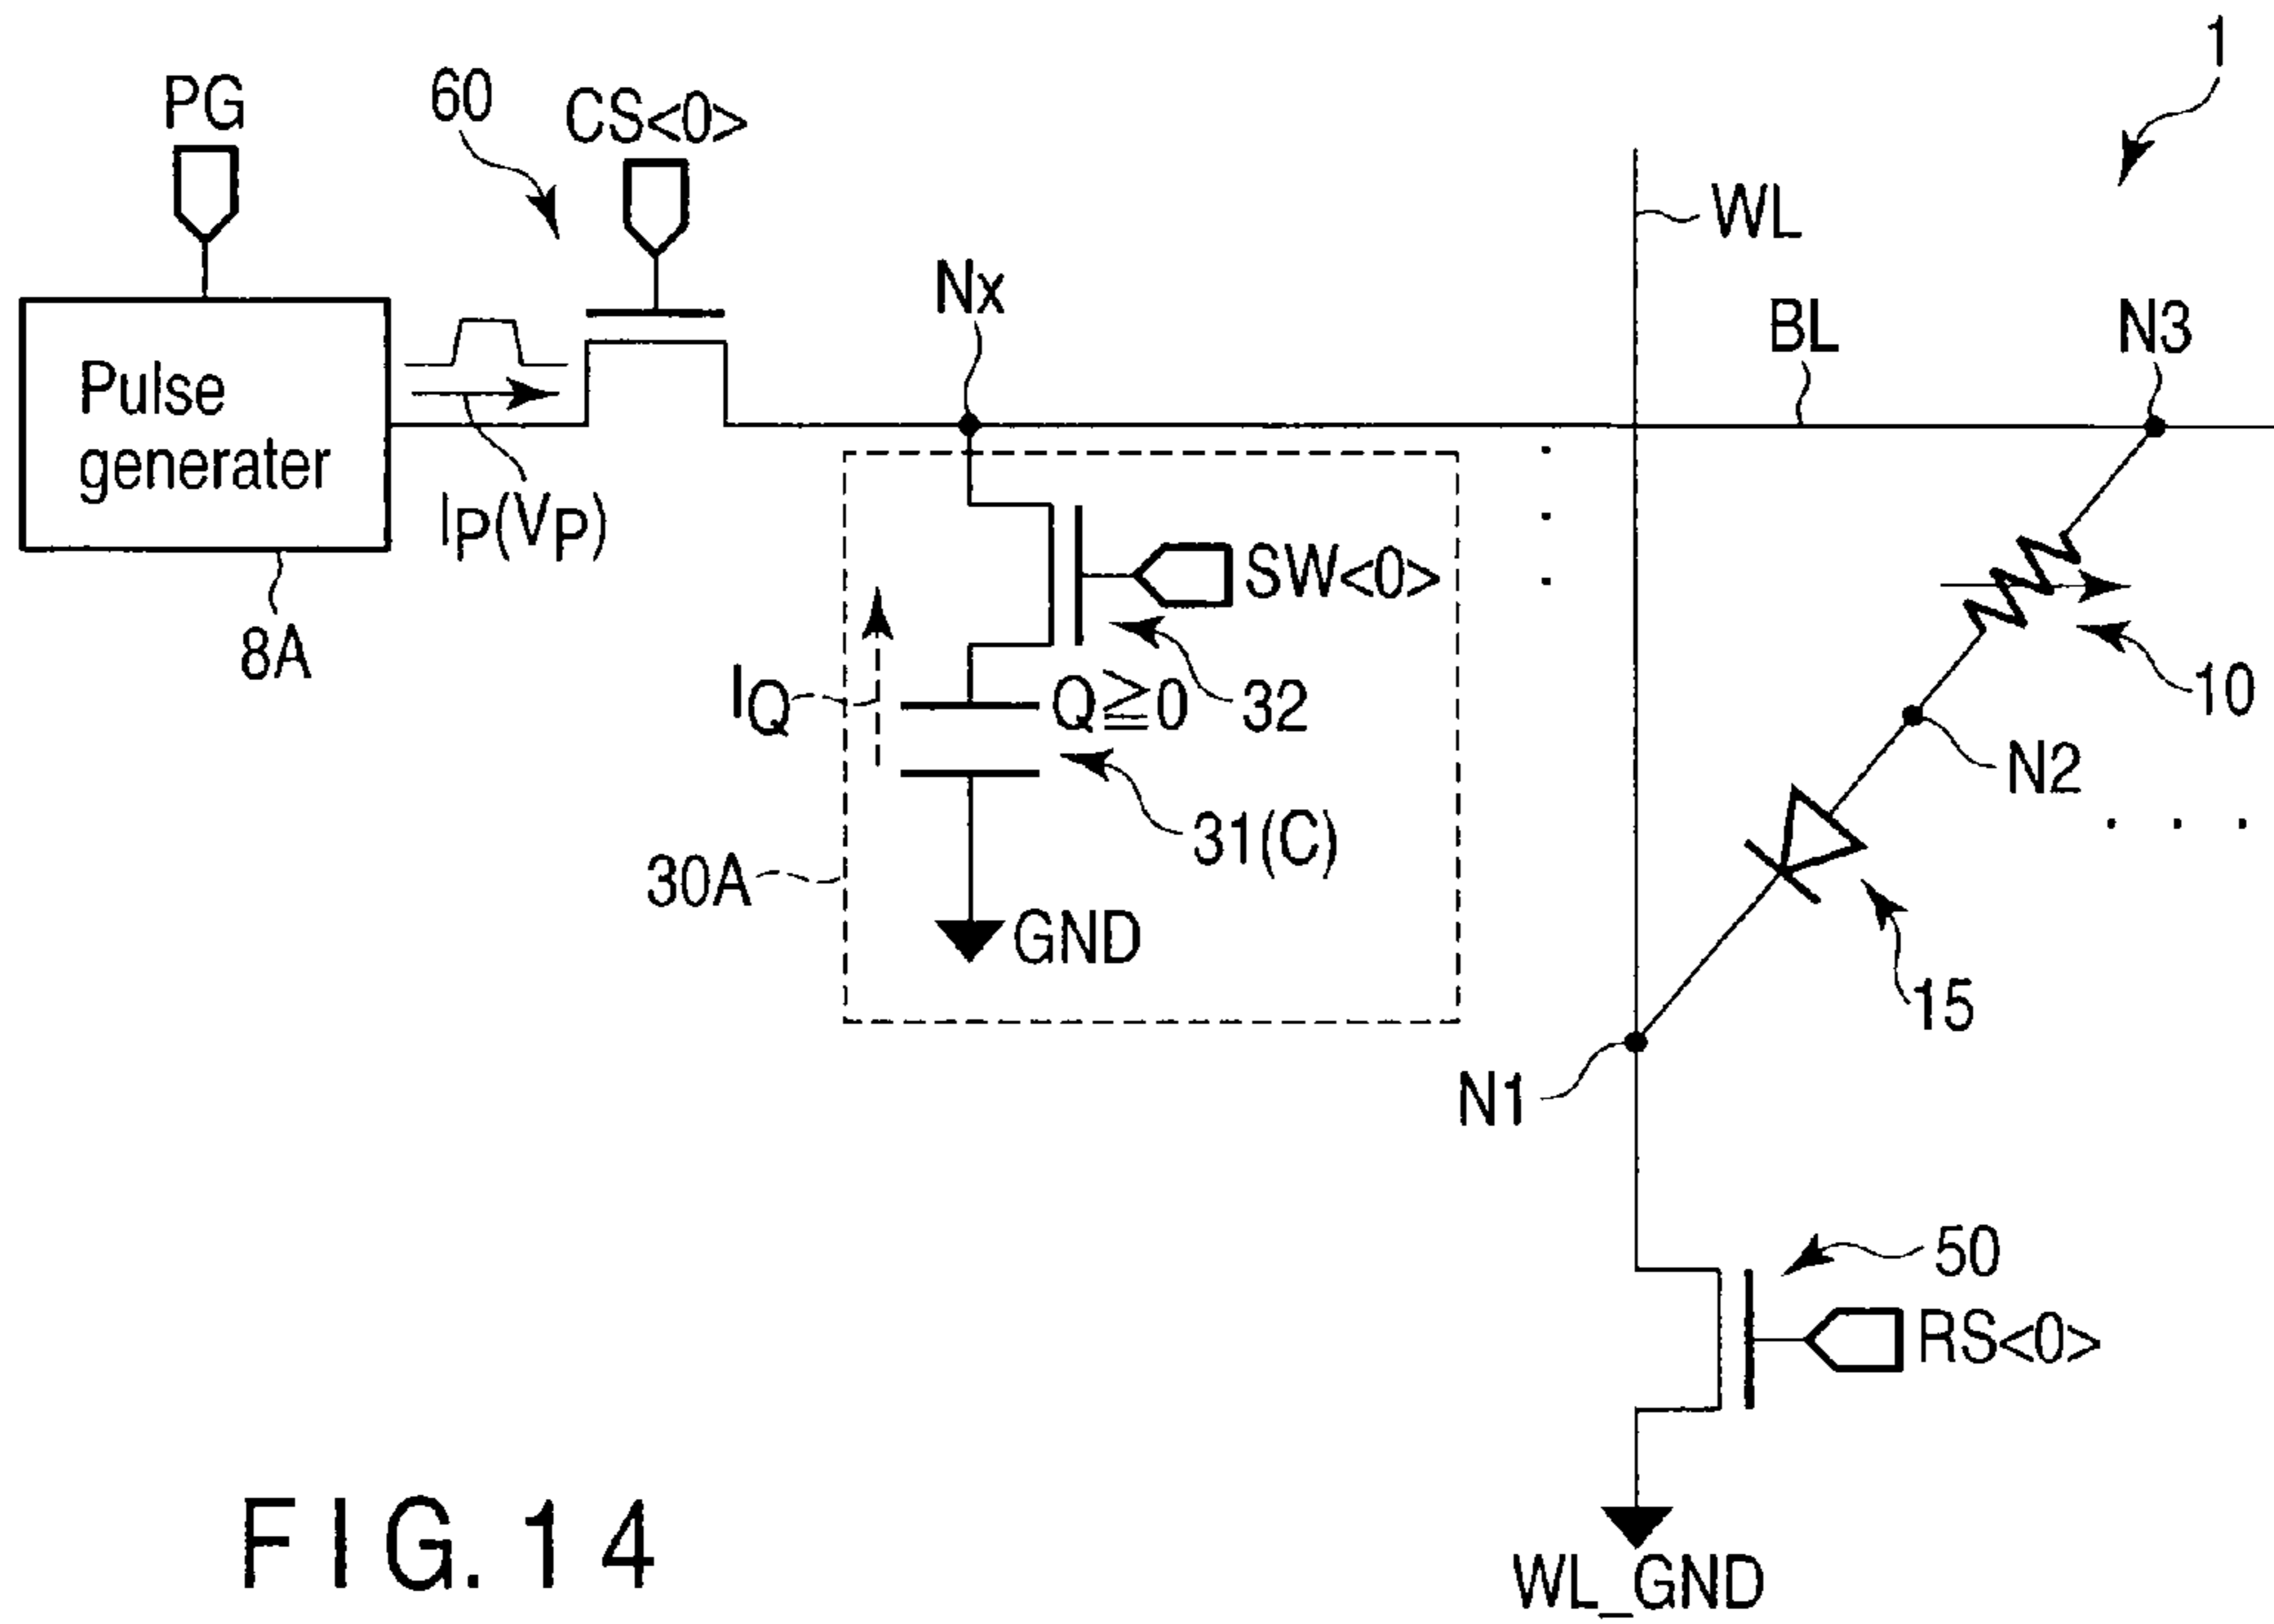 1
PG
60
CS<0>
WL
Nx
BL
N3
Pulse
generater
IP(VP)
8A
SW<0>
IQ
Q≧0
32
10
N2
31(C)
30A
GND
15
N1
50
RS<0>
WL_GND
FIG. 14